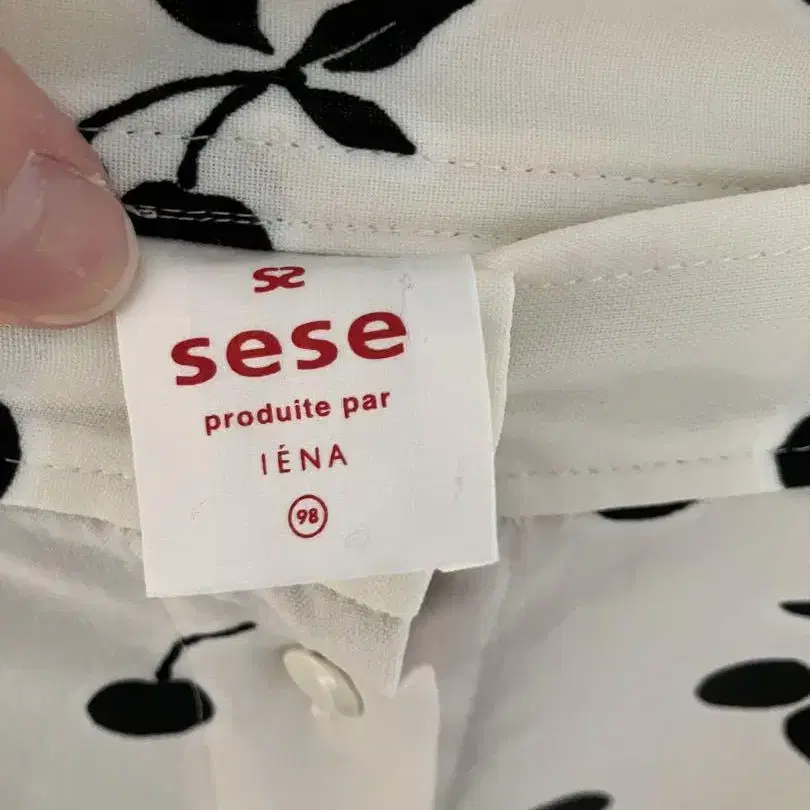 sese
produite par
IÉNA
98